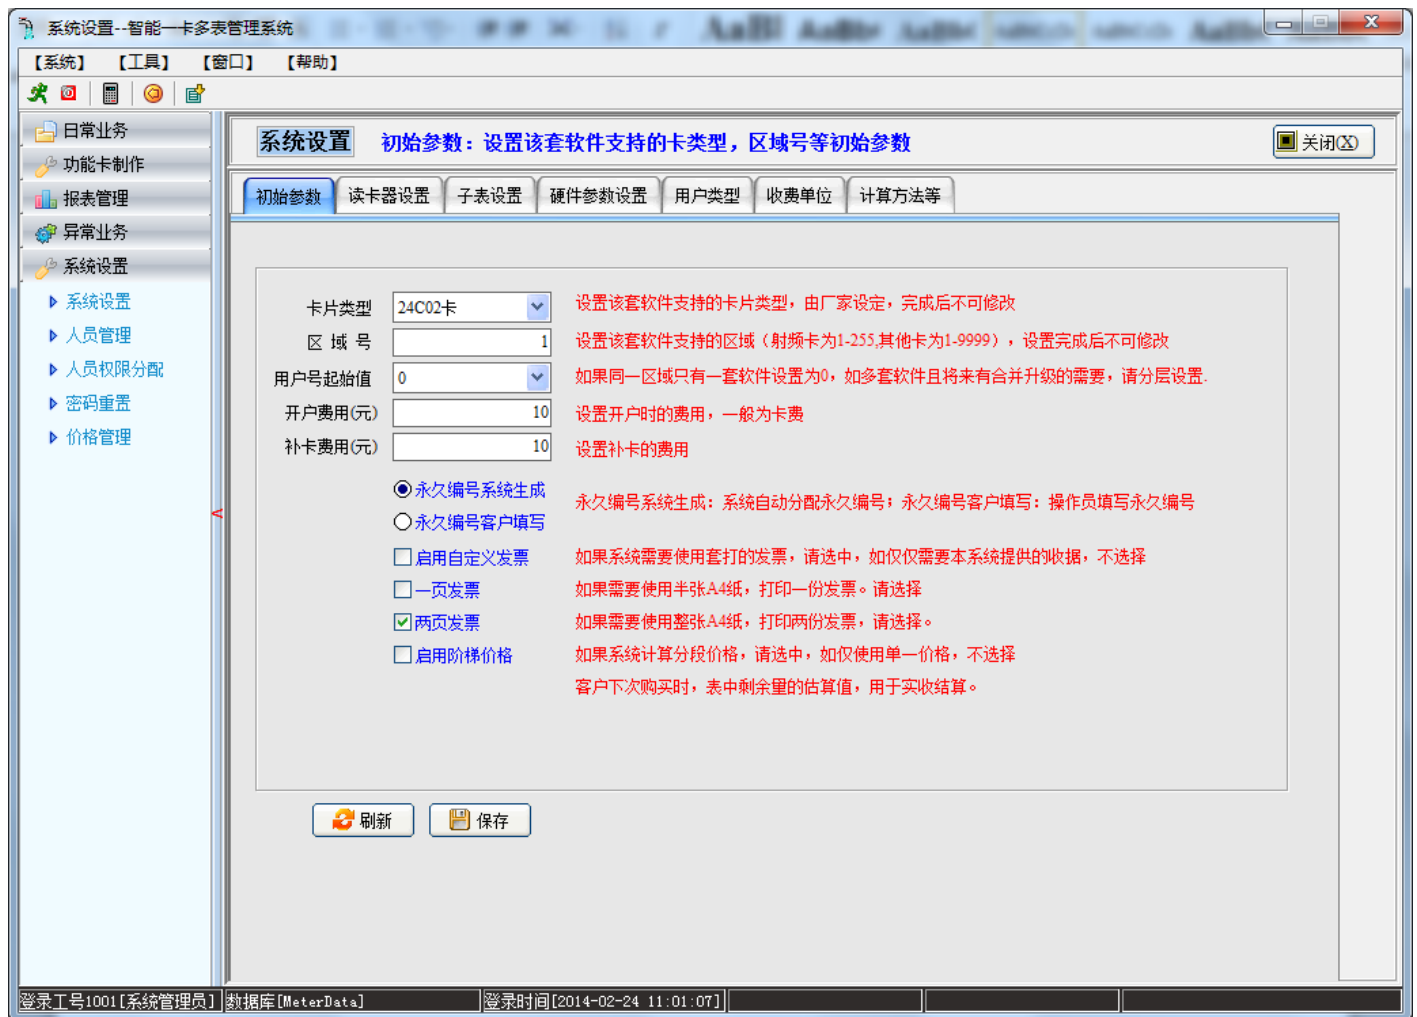 系统设置--智能一卡多表管理系统
【系统】 【工具】 【窗口】 【帮助】
日常业务
功能卡制作
报表管理
异常业务
系统设置
系统设置
人员管理
人员权限分配
密码重置
价格管理
<
系统设置 初始参数：设置该套软件支持的卡类型，区域号等初始参数 关闭(X)
初始参数 读卡器设置 子表设置 硬件参数设置 用户类型 收费单位 计算方法等
卡片类型 24C02卡 设置该套软件支持的卡片类型，由厂家设定，完成后不可修改
区 域 号 1 设置该套软件支持的区域（射频卡为1-255,其他卡为1-9999），设置完成后不可修改
用户号起始值 0 如果同一区域只有一套软件设置为0，如多套软件且将来有合并升级的需要，请分层设置.
开户费用(元) 10 设置开户时的费用，一般为卡费
补卡费用(元) 10 设置补卡的费用
永久编号系统生成
永久编号客户填写
永久编号系统生成：系统自动分配永久编号；永久编号客户填写：操作员填写永久编号
启用自定义发票 如果系统需要使用套打的发票，请选中，如仅仅需要本系统提供的收据，不选择
一页发票 如果需要使用半张A4纸，打印一份发票。请选择
两页发票 如果需要使用整张A4纸，打印两份发票，请选择。
启用阶梯价格 如果系统计算分段价格，请选中，如仅使用单一价格，不选择
客户下次购买时，表中剩余量的估算值，用于实收结算。
刷新 保存
登录工号1001[系统管理员] 数据库[MeterData] 登录时间[2014-02-24 11:01:07]